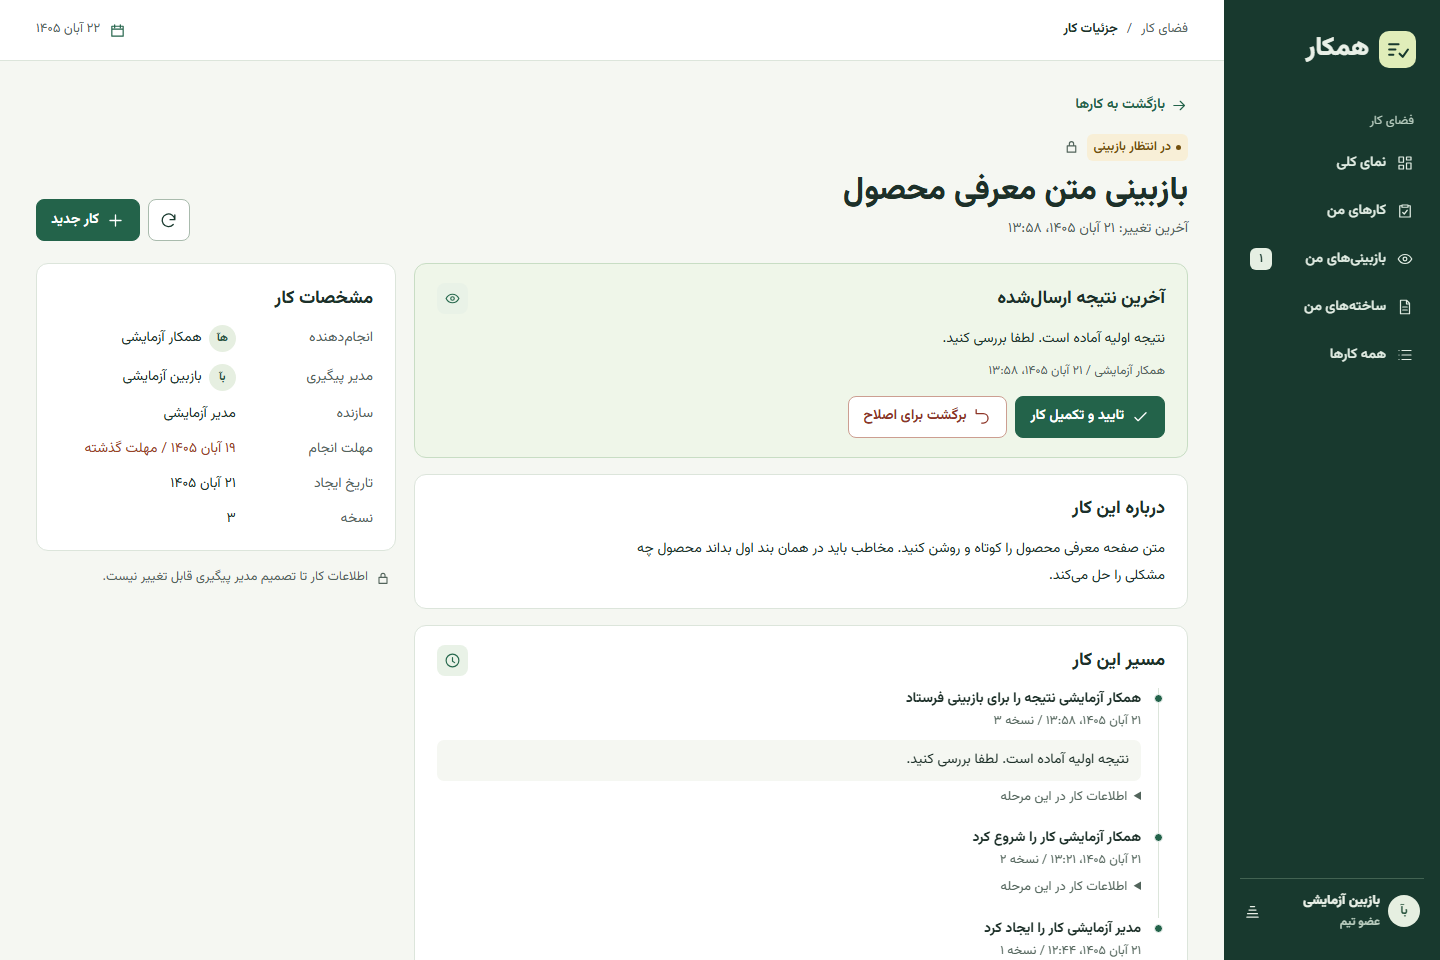 همکار
فضای کار
نمای کلی
کارهای من
بازبینی‌های من
۱
ساخته‌های من
همه کارها
بآ
بازبین آزمایشی
عضو تیم
فضای کار / جزئیات کار
۲۲ آبان ۱۴۰۵
بازگشت به کارها
در انتظار بازبینی
بازبینی متن معرفی محصول
آخرین تغییر: ۲۱ آبان ۱۴۰۵، ۱۳:۵۸
کار جدید
آخرین نتیجه ارسال‌شده
نتیجه اولیه آماده است. لطفا بررسی کنید.
همکار آزمایشی / ۲۱ آبان ۱۴۰۵، ۱۳:۵۸
تایید و تکمیل کار
برگشت برای اصلاح
درباره این کار
متن صفحه معرفی محصول را کوتاه و روشن کنید. مخاطب باید در همان بند اول بداند محصول چه
مشکلی را حل می‌کند.
مسیر این کار
همکار آزمایشی نتیجه را برای بازبینی فرستاد
۲۱ آبان ۱۴۰۵، ۱۳:۵۸ / نسخه ۳
نتیجه اولیه آماده است. لطفا بررسی کنید.
اطلاعات کار در این مرحله
همکار آزمایشی کار را شروع کرد
۲۱ آبان ۱۴۰۵، ۱۳:۲۱ / نسخه ۲
اطلاعات کار در این مرحله
مدیر آزمایشی کار را ایجاد کرد
۲۱ آبان ۱۴۰۵، ۱۲:۴۴ / نسخه ۱
مشخصات کار
انجام‌دهنده هآ همکار آزمایشی
مدیر پیگیری بآ بازبین آزمایشی
سازنده مدیر آزمایشی
مهلت انجام ۱۹ آبان ۱۴۰۵ / مهلت گذشته
تاریخ ایجاد ۲۱ آبان ۱۴۰۵
نسخه ۳
اطلاعات کار تا تصمیم مدیر پیگیری قابل تغییر نیست.